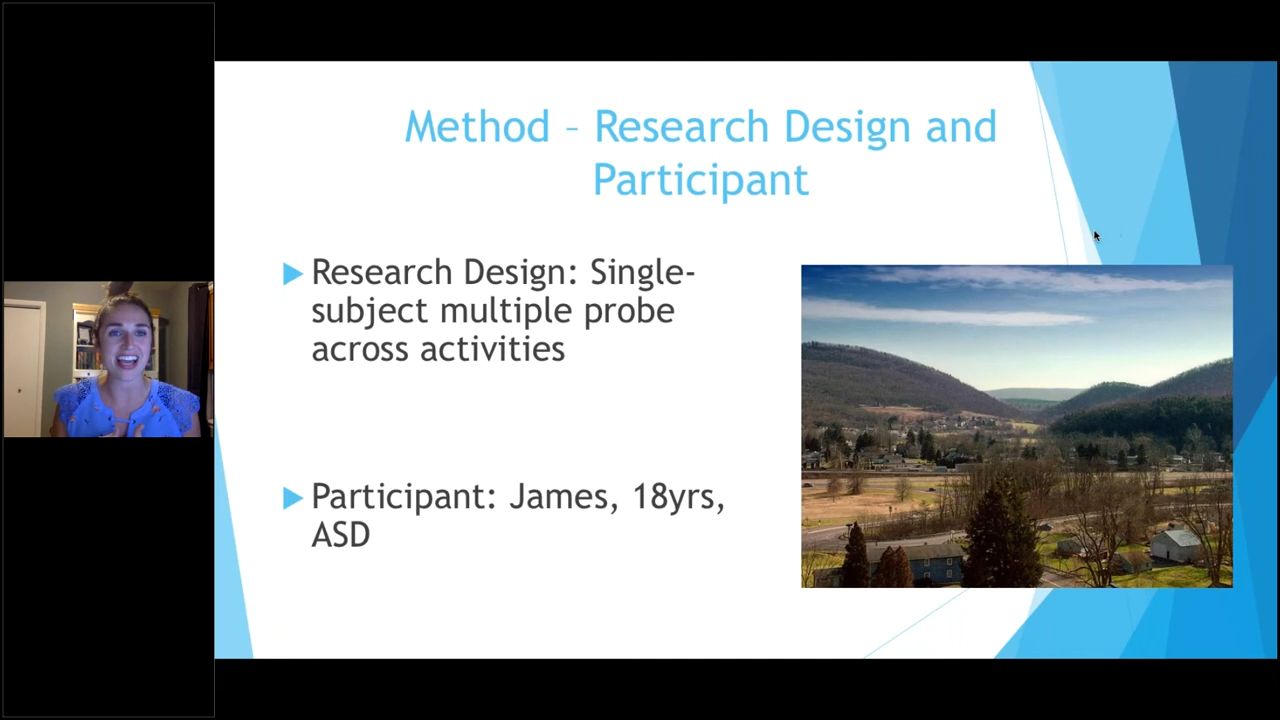 Method – Research Design and
Participant
Research Design: Single-
subject multiple probe
across activities
Participant: James, 18yrs,
ASD